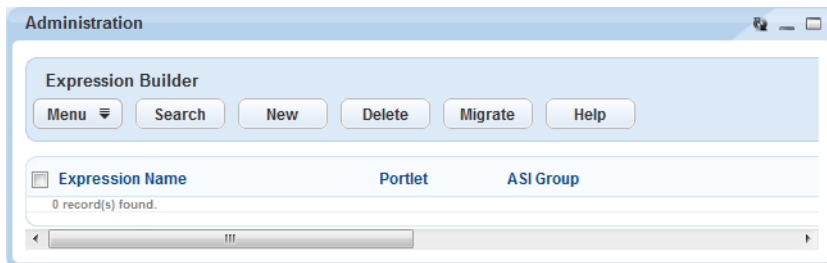 Administration
Expression Builder
Menu Search New Delete Migrate Help
Expression Name Portlet ASI Group
0 record(s) found.